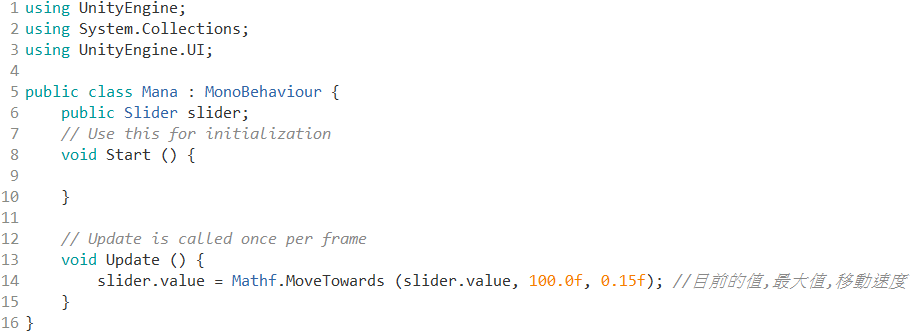 1 using UnityEngine;
2 using System.Collections;
3 using UnityEngine.UI;
4
5 public class Mana : MonoBehaviour {
6     public Slider slider;
7     // Use this for initialization
8     void Start () {
9
10     }
11
12     // Update is called once per frame
13     void Update () {
14         slider.value = Mathf.MoveTowards (slider.value, 100.0f, 0.15f); //目前的值,最大值,移動速度
15     }
16 }